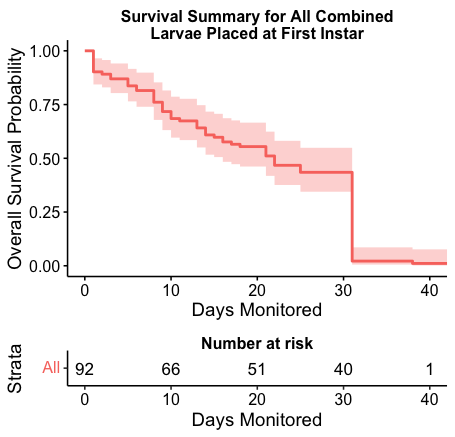 Survival Summary for All Combined
Larvae Placed at First Instar
Overall Survival Probability
1.00
0.75
0.50
0.25
0.00
0 10 20 30 40
Days Monitored
Number at risk
Strata
All 92 66 51 40 1
0 10 20 30 40
Days Monitored